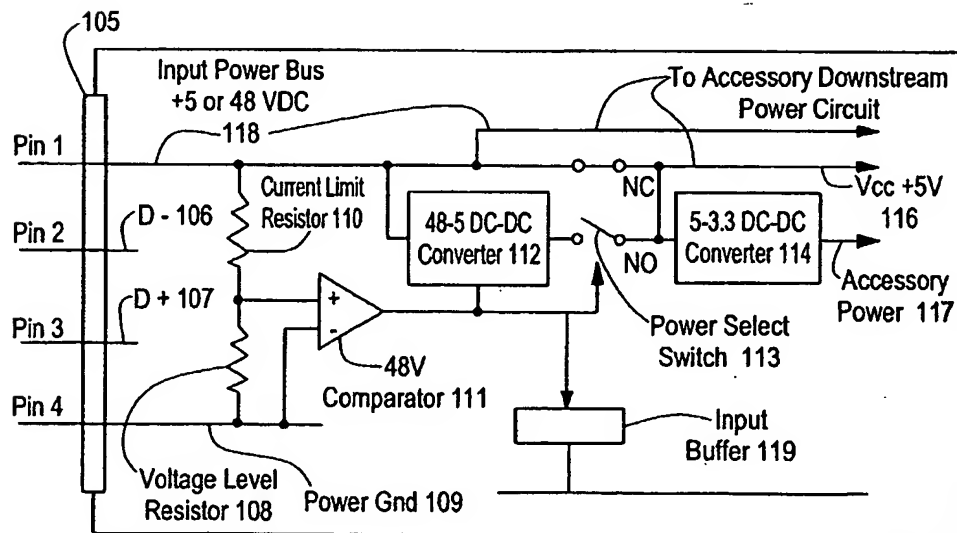 105
Input Power Bus
+5 or 48 VDC
118
To Accessory Downstream
Power Circuit
Pin 1
NC
Vcc +5V
116
Current Limit
Resistor 110
D - 106
Pin 2
48-5 DC-DC
Converter 112
NO
5-3.3 DC-DC
Converter 114
Accessory
Power 117
D + 107
Pin 3
+
-
48V
Comparator 111
Power Select
Switch 113
Pin 4
Input
Buffer 119
Voltage Level
Resistor 108
Power Gnd 109